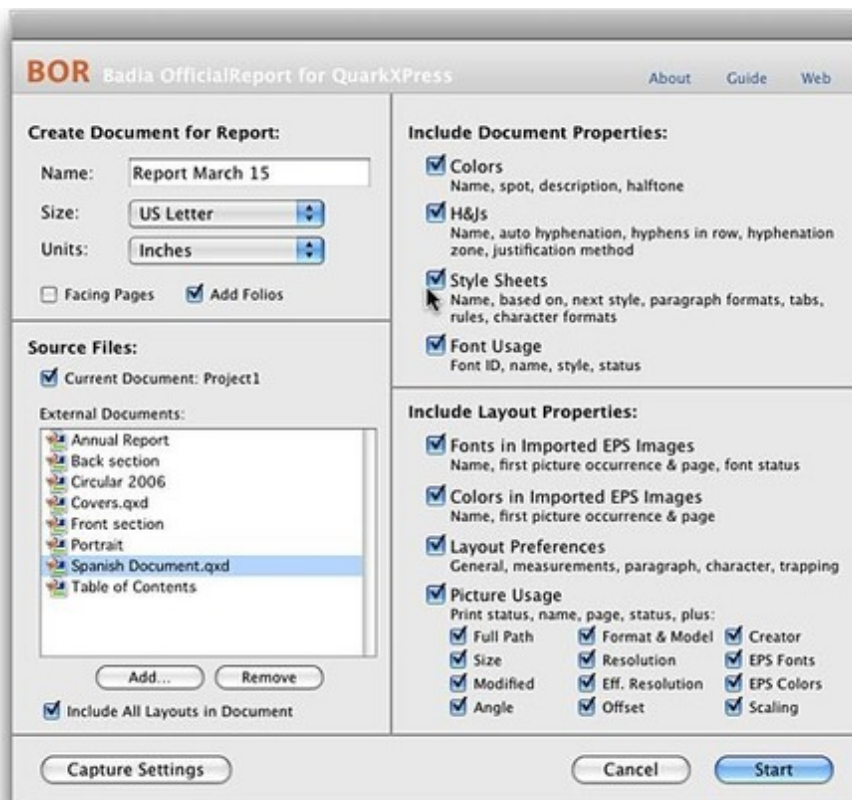 BOR Badia OfficialReport for QuarkXPress
About Guide Web
Create Document for Report:
Name: Report March 15
Size: US Letter
Units: Inches
Facing Pages Add Folios
Source Files:
Current Document: Project1
External Documents:
Annual Report
Back section
Circular 2006
Covers.qxd
Front section
Portrait
Spanish Document.qxd
Table of Contents
Add... Remove
Include All Layouts in Document
Include Document Properties:
Colors
Name, spot, description, halftone
H&Js
Name, auto hyphenation, hyphens in row, hyphenation
zone, justification method
Style Sheets
Name, based on, next style, paragraph formats, tabs,
rules, character formats
Font Usage
Font ID, name, style, status
Include Layout Properties:
Fonts in Imported EPS Images
Name, first picture occurrence & page, font status
Colors in Imported EPS Images
Name, first picture occurrence & page
Layout Preferences
General, measurements, paragraph, character, trapping
Picture Usage
Print status, name, page, status, plus:
Full Path Format & Model Creator
Size Resolution EPS Fonts
Modified Eff. Resolution EPS Colors
Angle Offset Scaling
Capture Settings Cancel Start